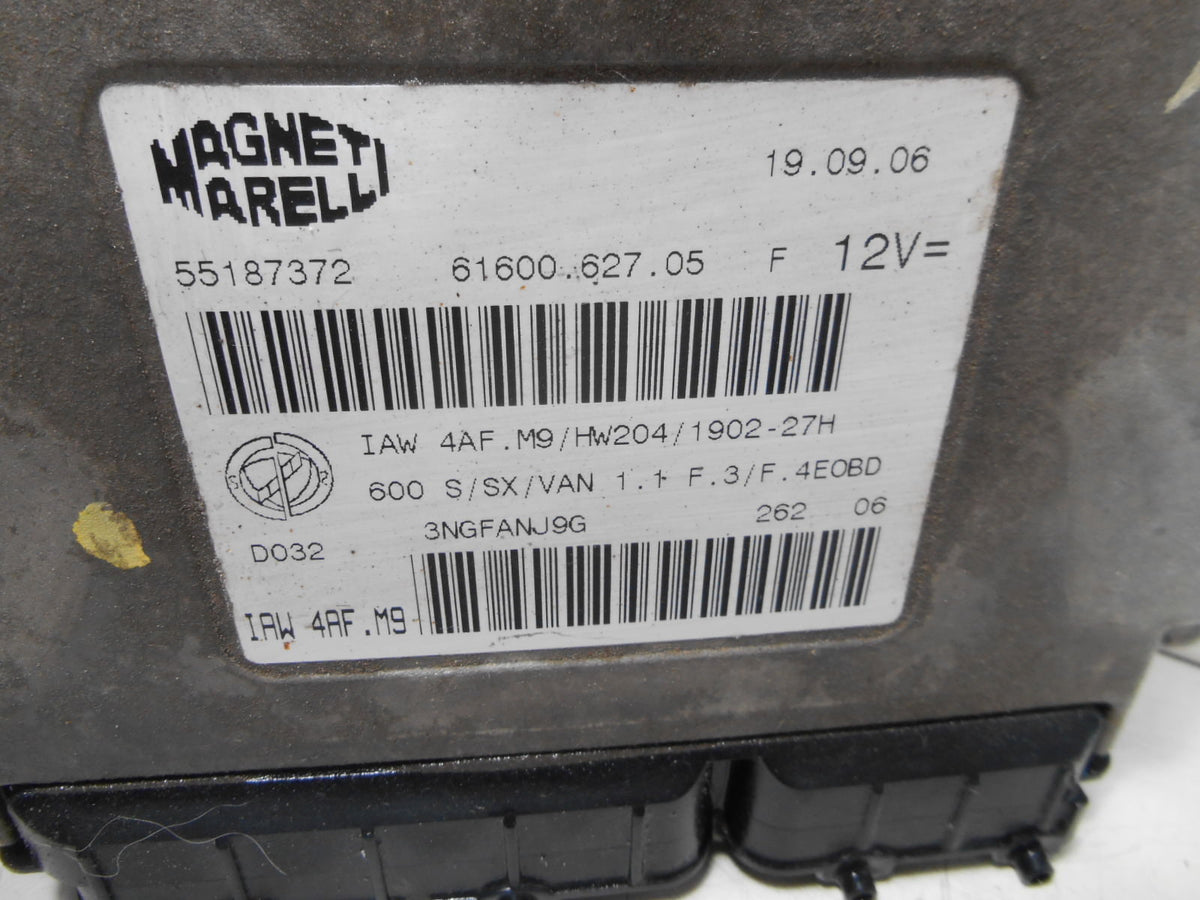 MAGNETI
MARELLI
19.09.06
55187372 61600.627.05 F 12V=
IAW 4AF.M9/HW204/1902-27H
600 S/SX/VAN 1.1 F.3/F.4EOBD
3NGFANJ9G 262 06
D032
IAW 4AF.M9